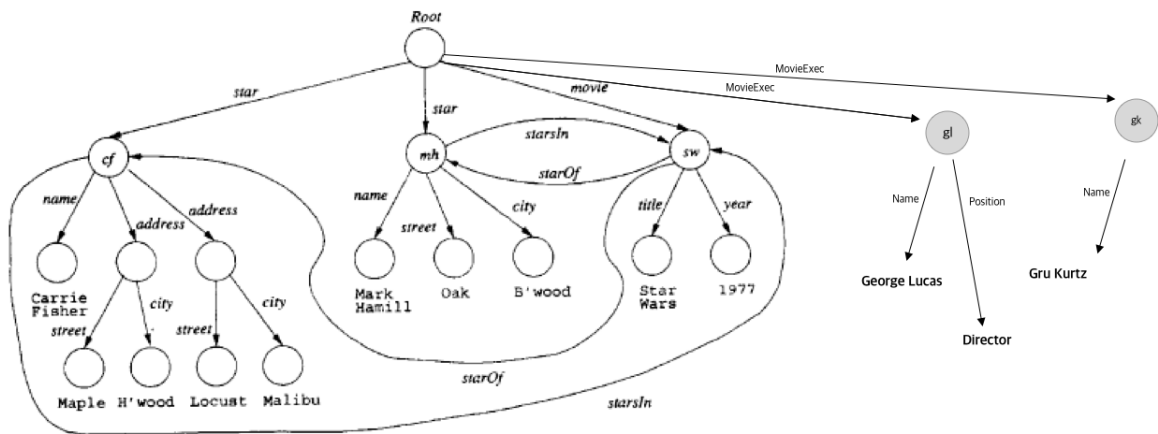 Root
MovieExec
star
star
movie
MovieExec
starsIn
gl
gk
cf
mh
sw
starOf
name
address
address
name
street
city
title
year
Name
Position
Name
Carrie
Fisher
Mark
Hamill
Oak
B'wood
Star
Wars
1977
George Lucas
Gru Kurtz
street
city
street
city
Director
starOf
Maple
H'wood
Locust
Malibu
starsIn